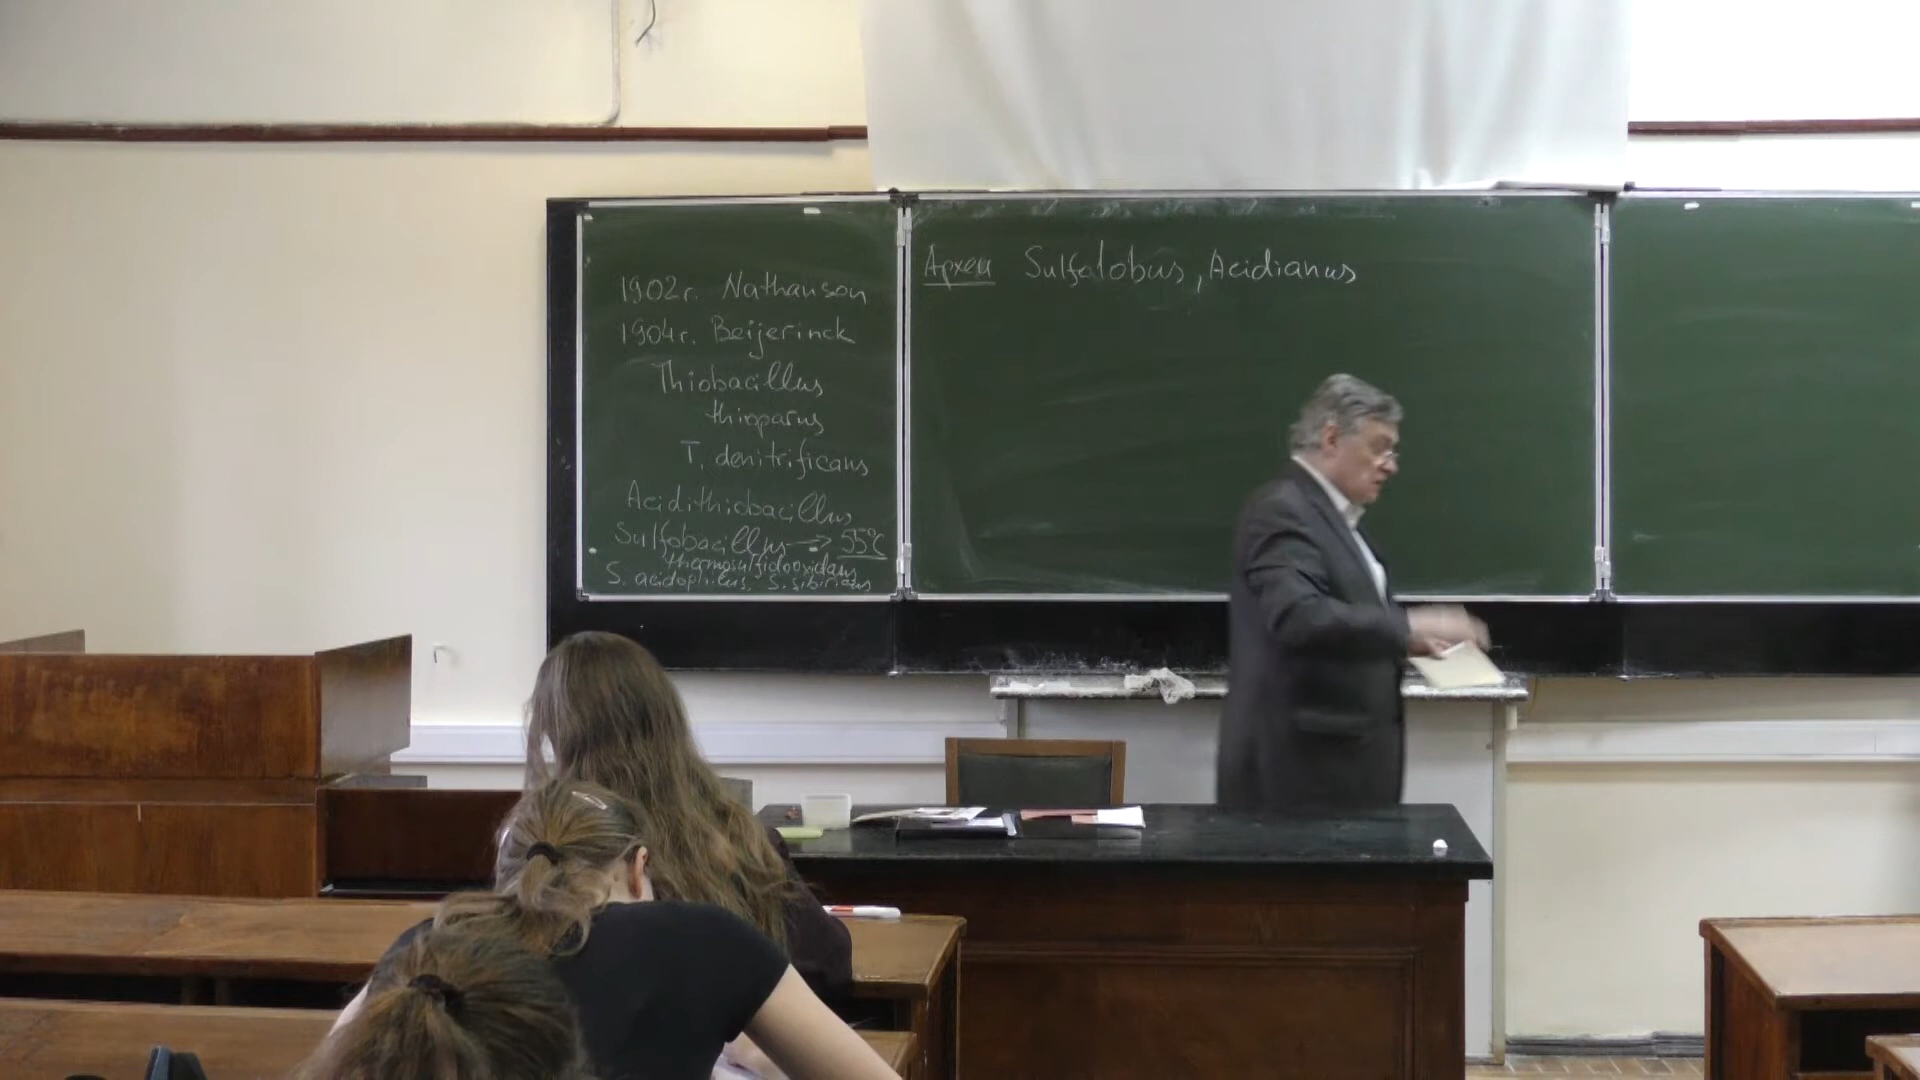 1902г. Nathanson
1904г. Beijerinck
Thiobacillus
thioparus
T. denitrificans
Acidithiobacillus
Sulfobacillus → 55°C
thermosulfidooxidans
S. acidophilus, S. sibiricus
Археи Sulfolobus, Acidianus